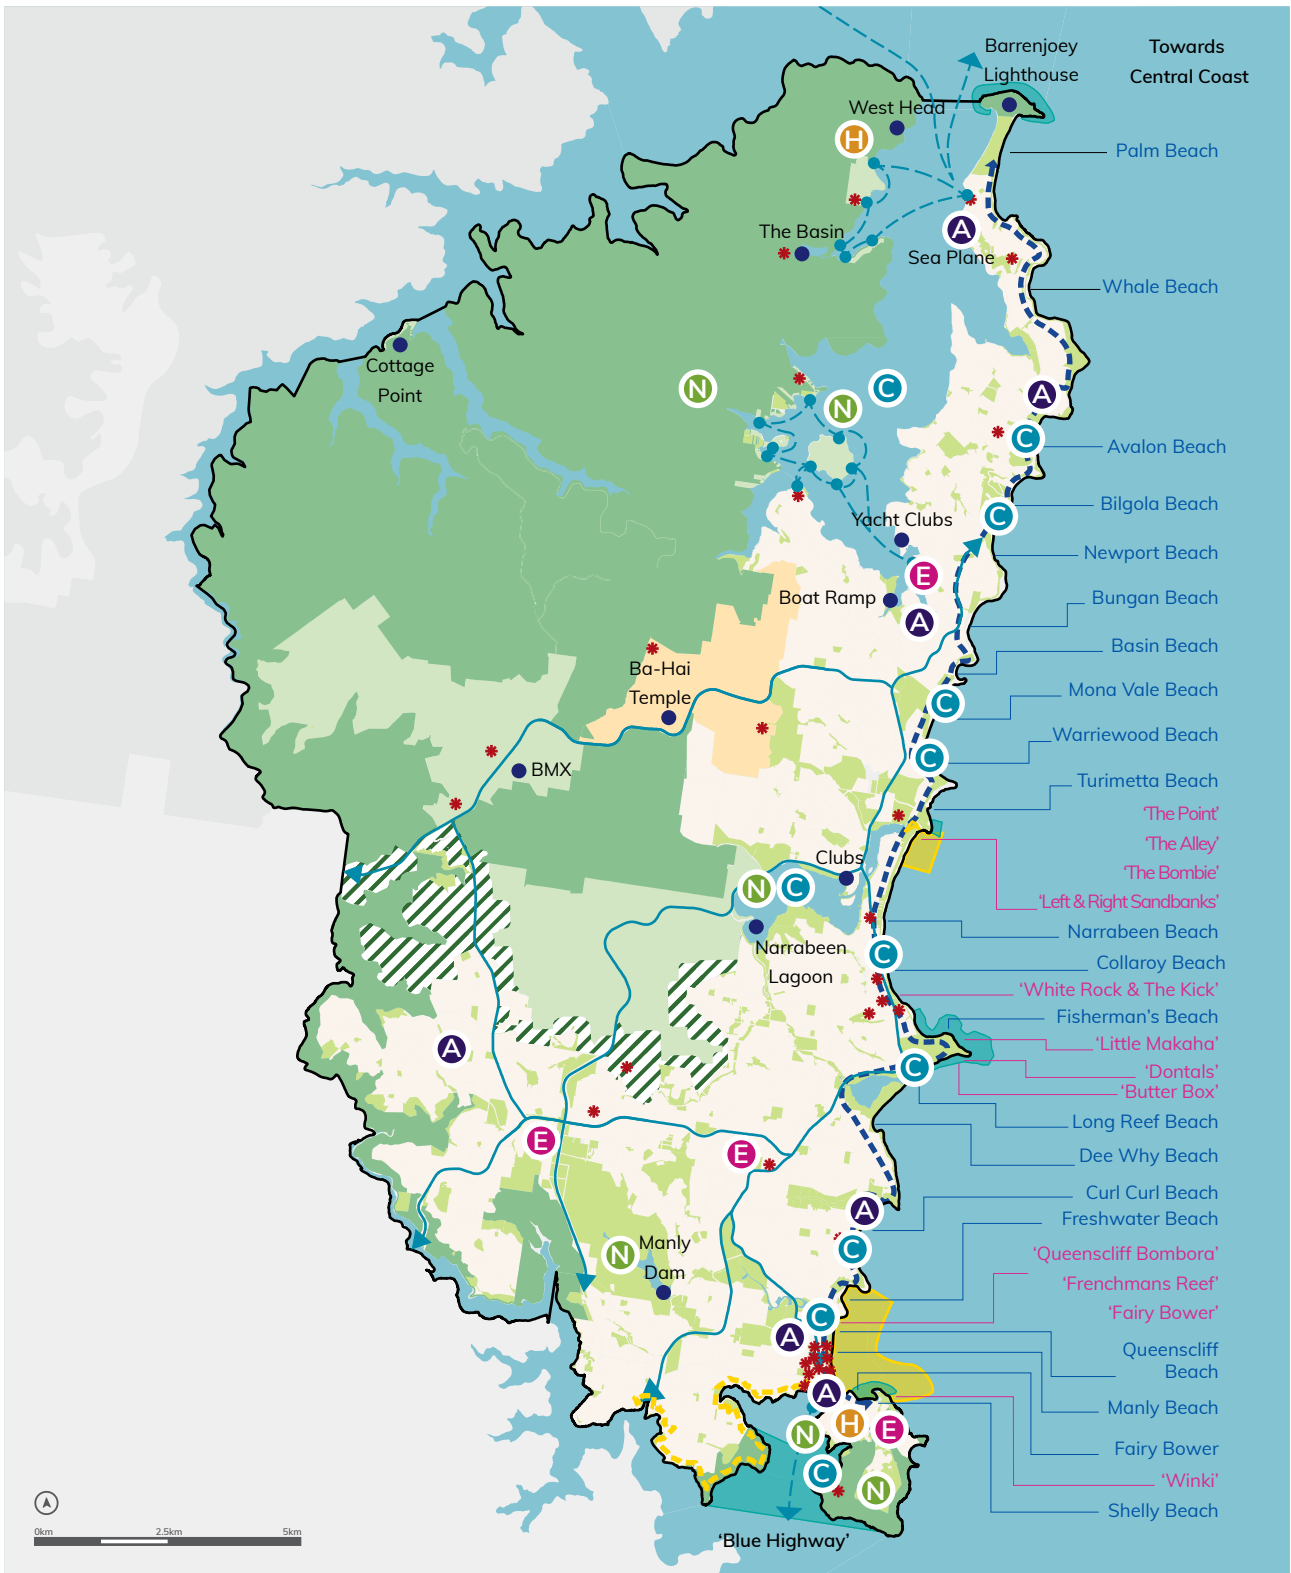 Barrenjoey
Lighthouse
Towards
Central Coast
West Head
H
Palm Beach
The Basin
A
Sea Plane
Whale Beach
Cottage
Point
N
N
C
A
C
Avalon Beach
C
Bilgola Beach
Yacht Clubs
Newport Beach
E
Boat Ramp
A
Bungan Beach
Basin Beach
Ba-Hai
Temple
Mona Vale Beach
C
Warriewood Beach
C
BMX
Turimetta Beach
'The Point'
'The Alley'
Clubs
'The Bombie'
N
C
'Left & Right Sandbanks'
Narrabeen Beach
Narrabeen
Lagoon
C
Collaroy Beach
'White Rock & The Kick'
Fisherman's Beach
A
'Little Makaha'
C
'Dontals'
'Butter Box'
Long Reef Beach
E
E
Dee Why Beach
Curl Curl Beach
A
Freshwater Beach
N
Manly
Dam
C
'Queenscliff Bombora'
'Frenchmans Reef'
'Fairy Bower'
C
A
Queenscliff
Beach
A
Manly Beach
N
H
E
Fairy Bower
C
N
'Winki'
Shelly Beach
'Blue Highway'
0km
2.5km
5km